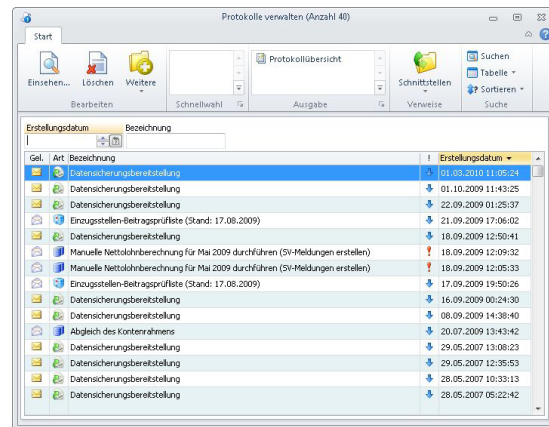 Protokolle verwalten (Anzahl 40)
Start
Einsehen... Löschen Weitere
Bearbeiten
Schnellwahl
Protokollübersicht
Ausgabe
Schnittstellen
Verweise
Suchen
Tabelle
Sortieren
Suche
Erstellungsdatum Bezeichnung
Gel. Art Bezeichnung ! Erstellungsdatum
Datensicherungsbereitstellung 01.03.2010 11:05:24
Datensicherungsbereitstellung 01.10.2009 11:43:25
Datensicherungsbereitstellung 22.09.2009 01:25:37
Einzugsstellen-Beitragsprüfliste (Stand: 17.08.2009) 21.09.2009 17:06:02
Datensicherungsbereitstellung 18.09.2009 12:50:41
Manuelle Nettolohnberechnung für Mai 2009 durchführen (SV-Meldungen erstellen) 18.09.2009 12:09:32
Manuelle Nettolohnberechnung für Mai 2009 durchführen (SV-Meldungen erstellen) 18.09.2009 12:05:33
Einzugsstellen-Beitragsprüfliste (Stand: 17.08.2009) 17.09.2009 19:50:26
Datensicherungsbereitstellung 16.09.2009 00:24:30
Datensicherungsbereitstellung 08.09.2009 14:38:40
Abgleich des Kontenrahmens 20.07.2009 13:43:42
Datensicherungsbereitstellung 29.05.2007 13:08:23
Datensicherungsbereitstellung 29.05.2007 12:35:53
Datensicherungsbereitstellung 28.05.2007 10:33:13
Datensicherungsbereitstellung 28.05.2007 05:22:42